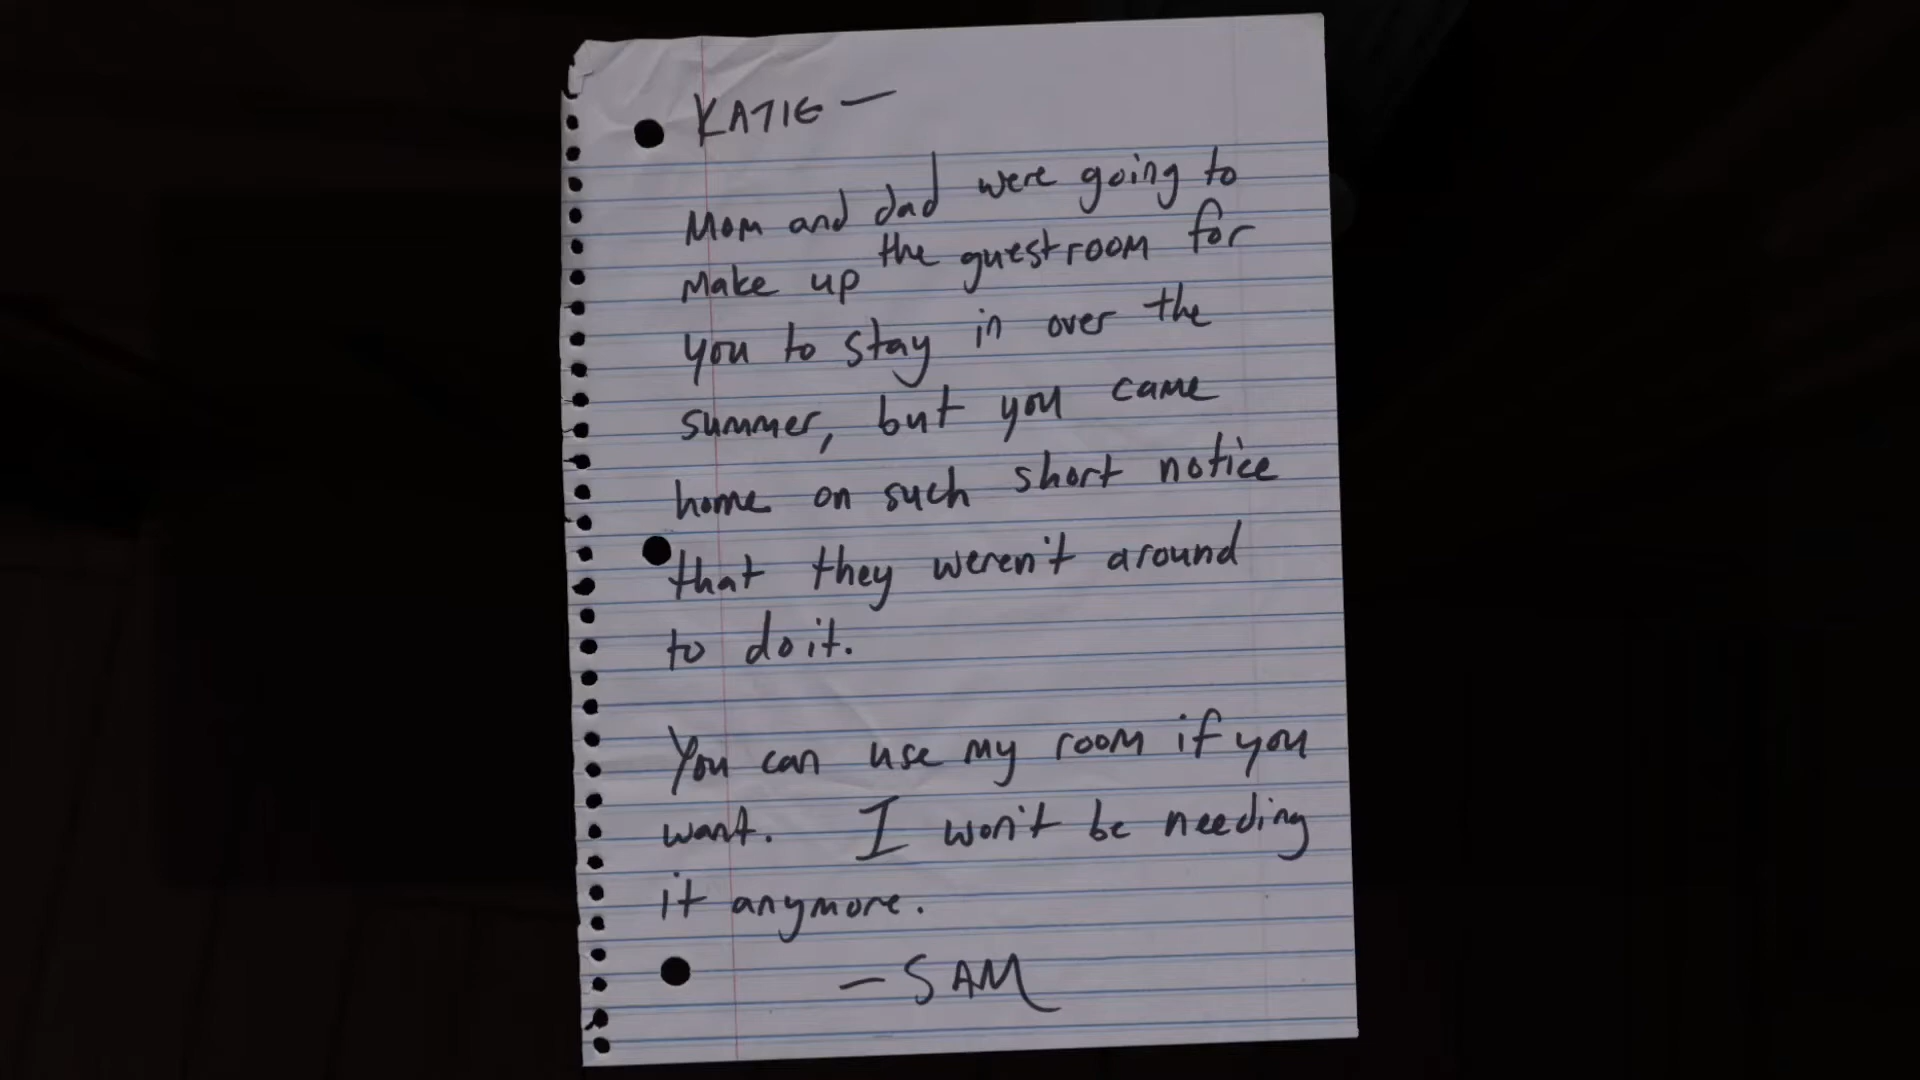 KATIE —
Mom and dad were going to
make up the guestroom for
you to stay in over the
summer, but you came
home on such short notice
that they weren't around
to do it.
You can use my room if you
want. I won't be needing
it anymore.
— SAM